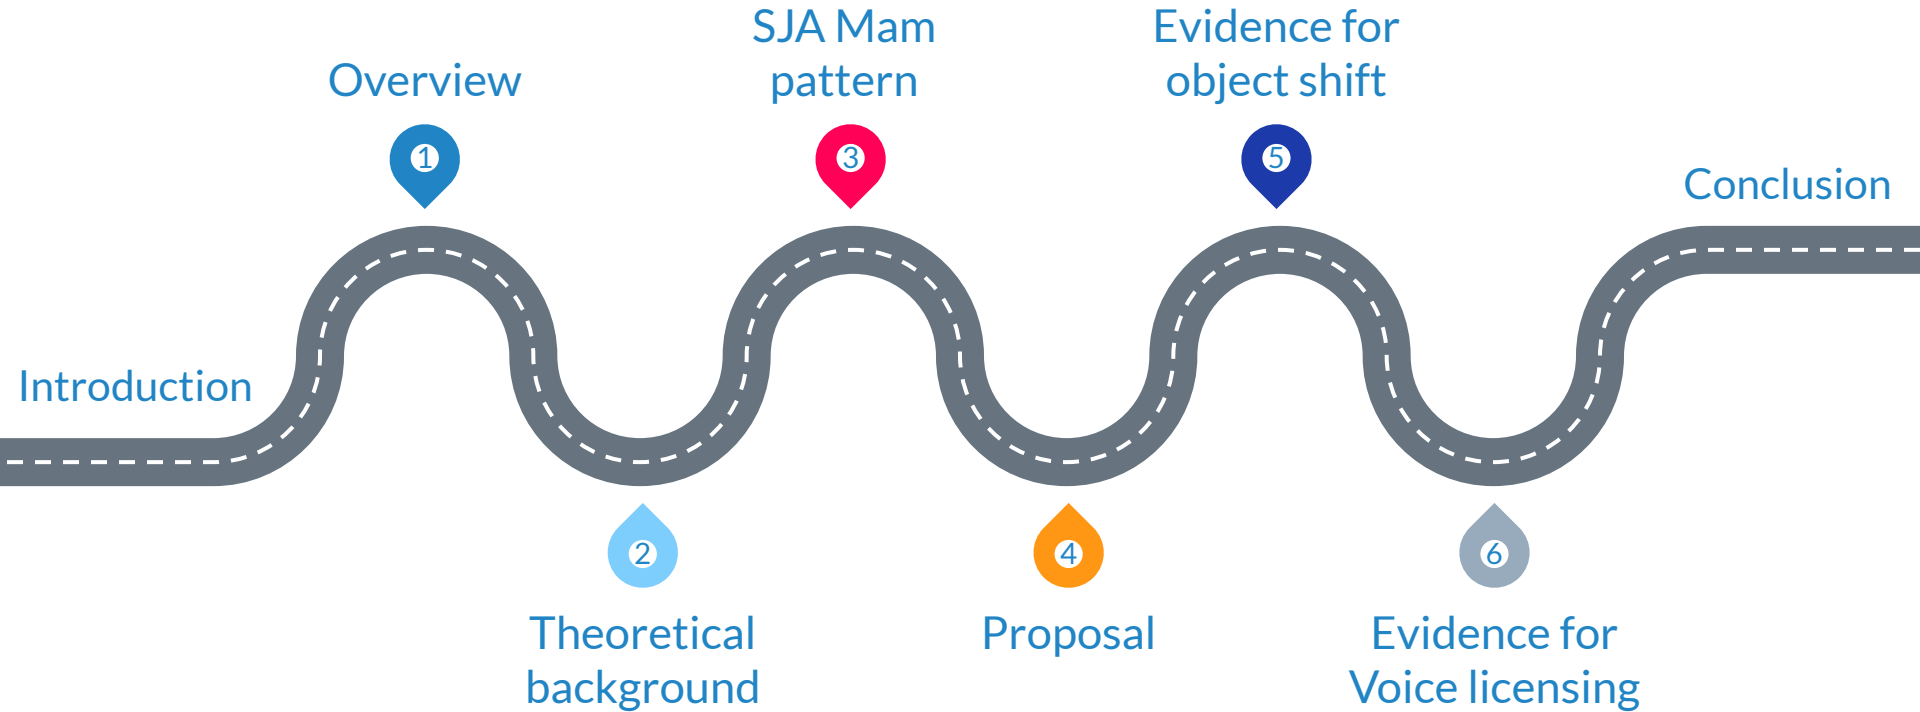 Introduction
Overview
1
2
Theoretical
background
SJA Mam
pattern
3
4
Proposal
Evidence for
object shift
5
6
Evidence for
Voice licensing
Conclusion